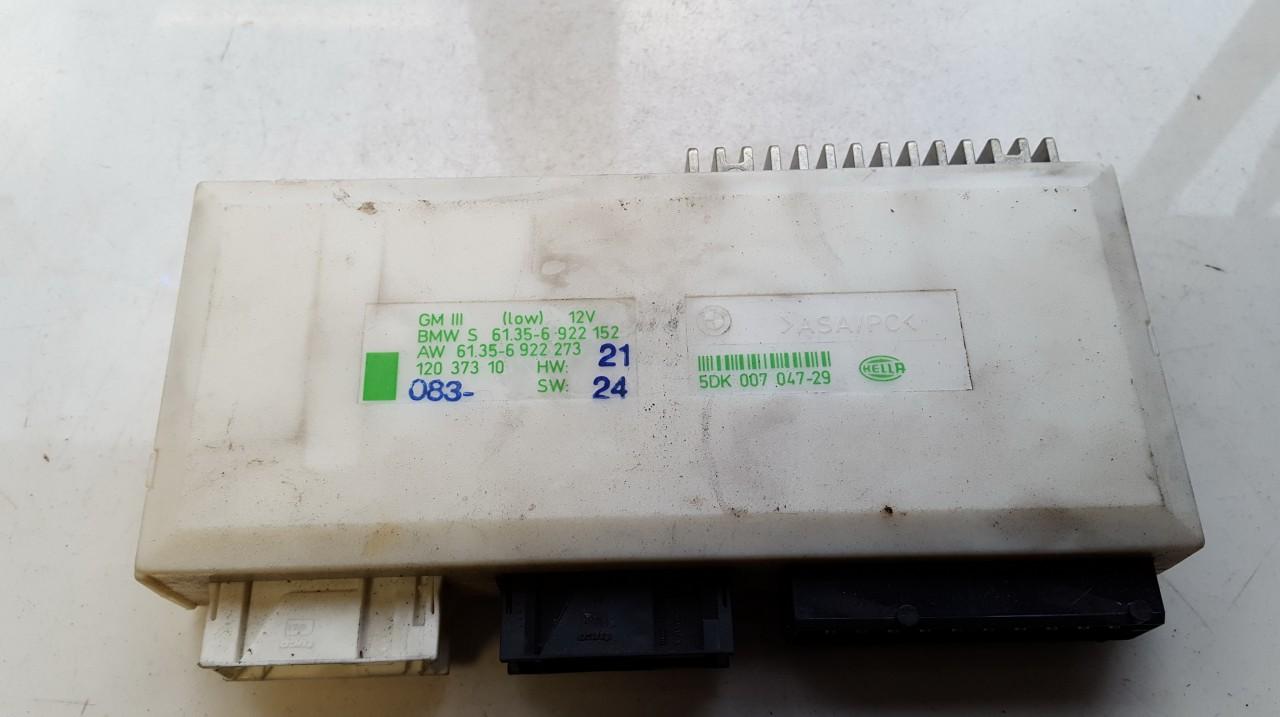 GM III (low) 12V
BMW S 61.35-6 922 152
AW 61.35-6 922 273
120 373 10 HW: 21
083- SW: 24
>ASA/PC<
5DK 007 047-29
HELLA